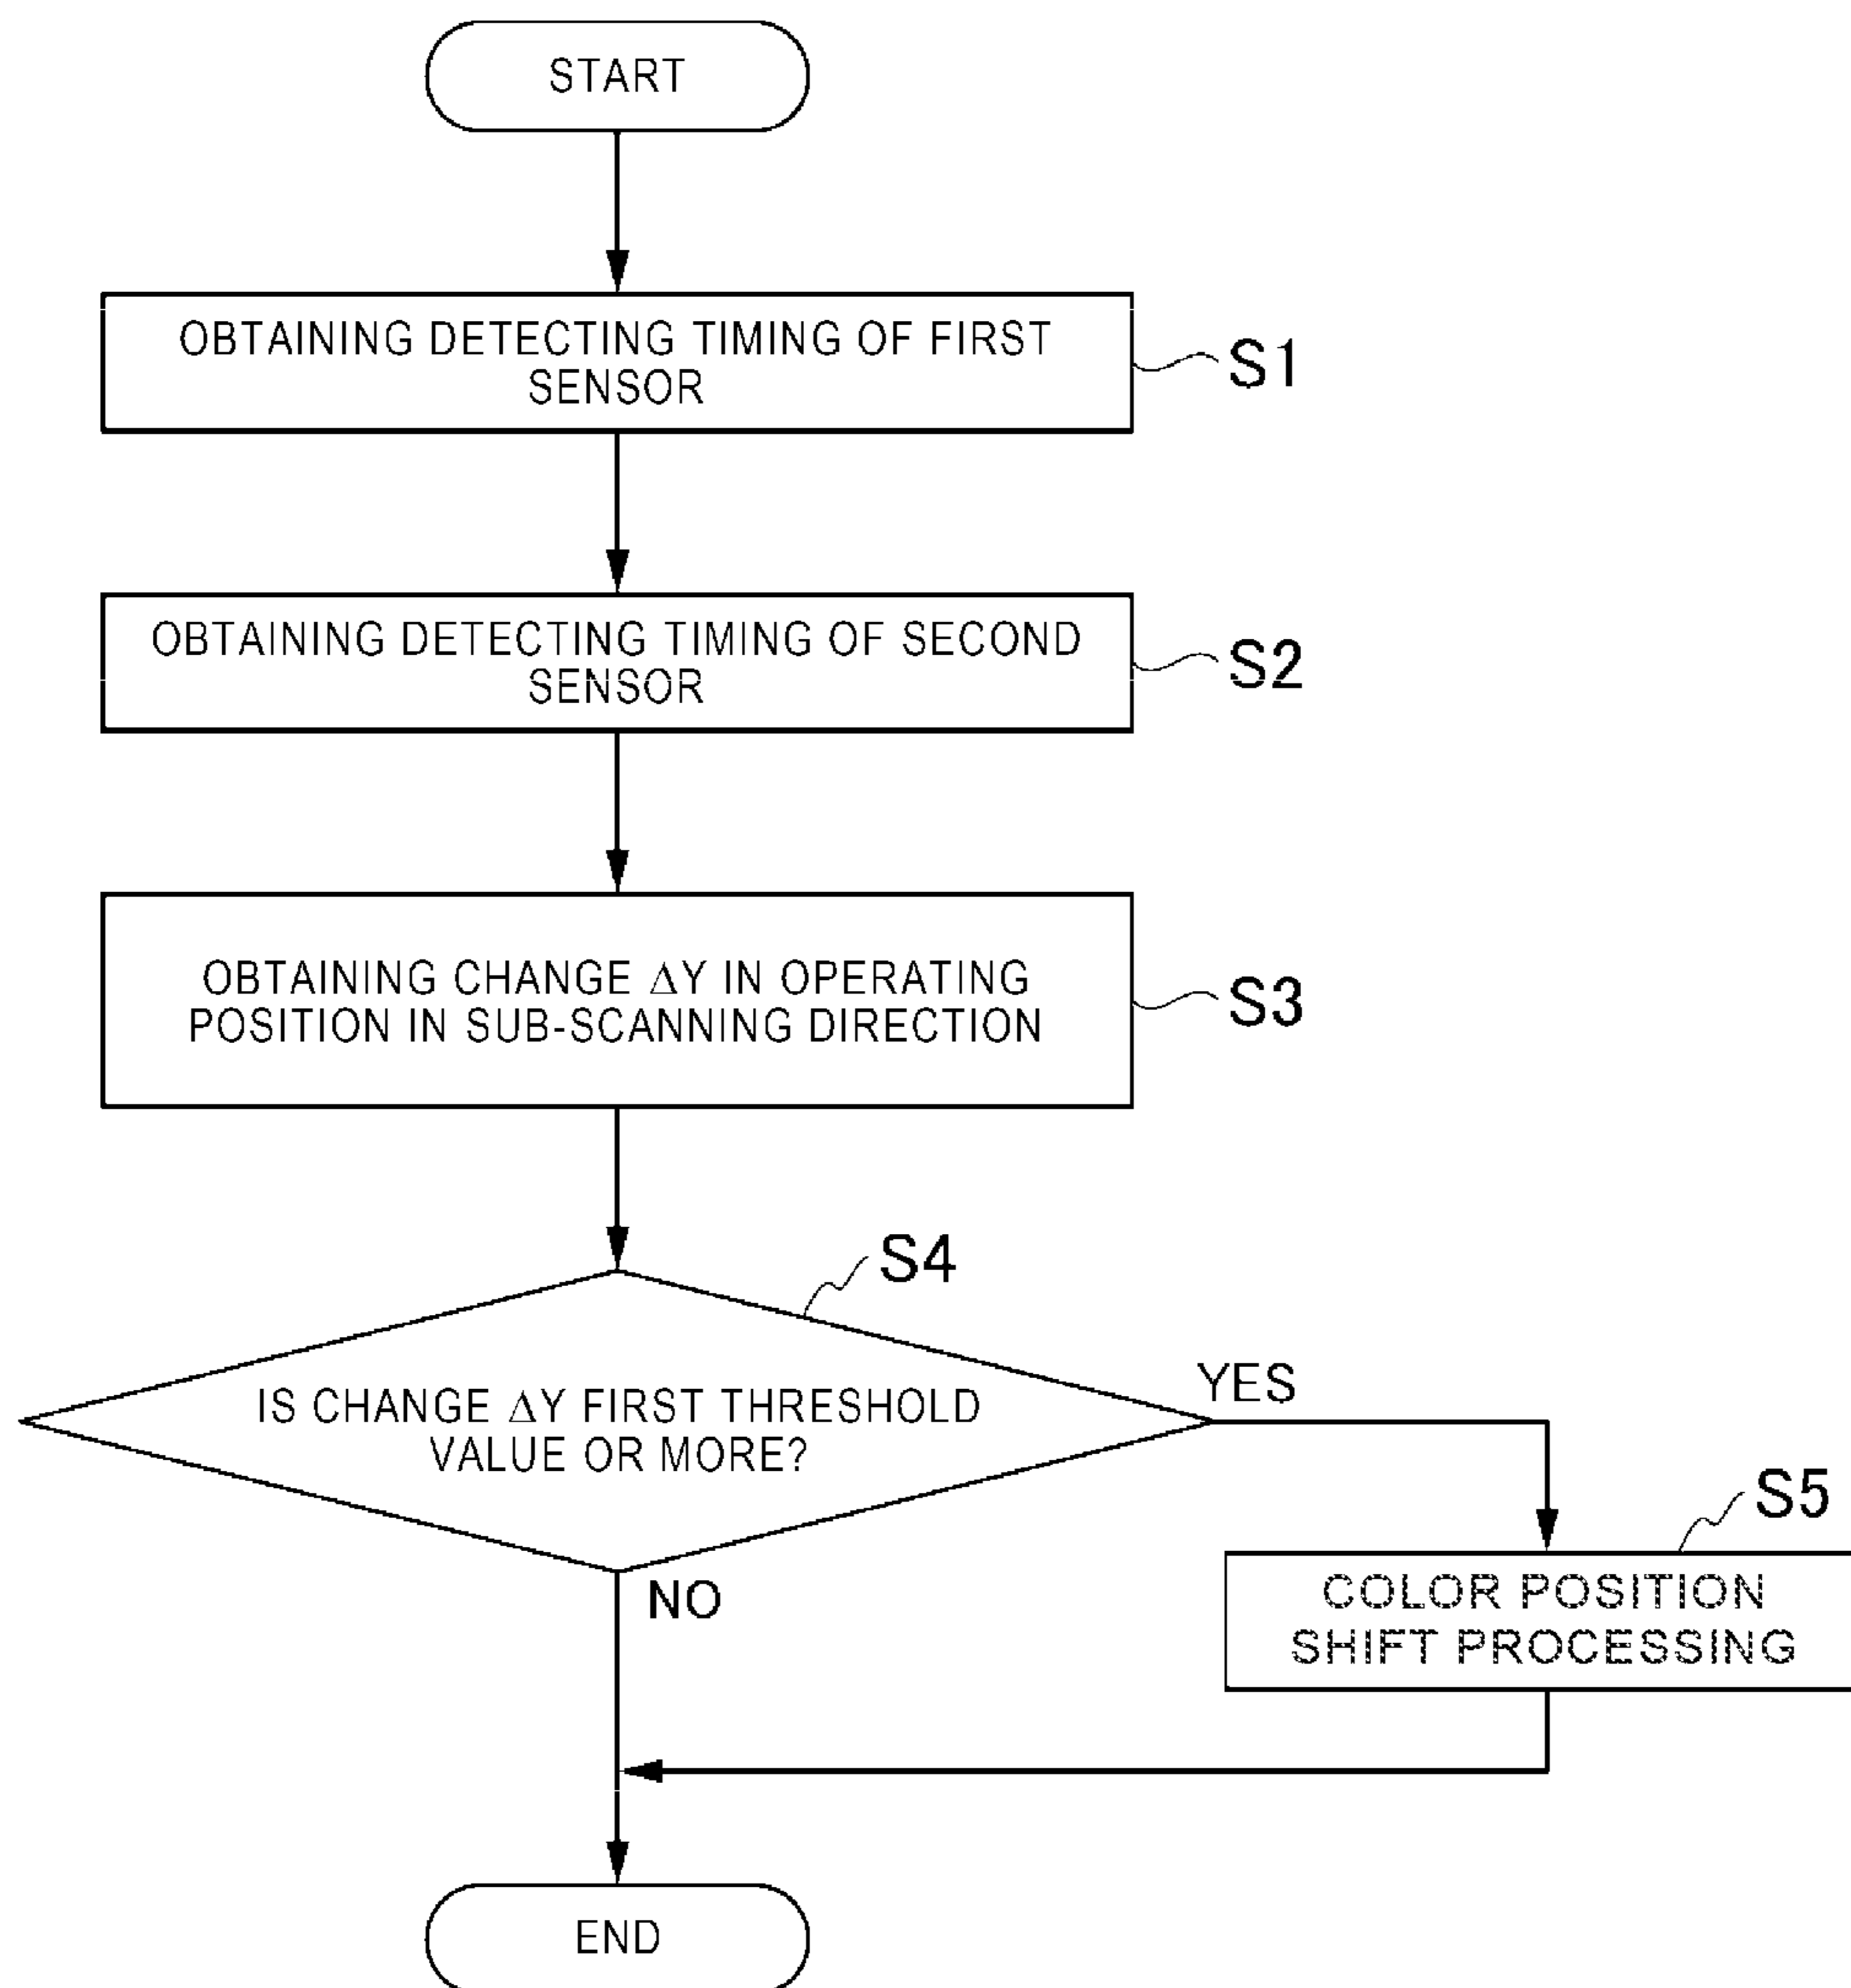 START
OBTAINING DETECTING TIMING OF FIRST
SENSOR
S1
OBTAINING DETECTING TIMING OF SECOND
SENSOR
S2
OBTAINING CHANGE ΔY IN OPERATING
POSITION IN SUB-SCANNING DIRECTION
S3
S4
IS CHANGE ΔY FIRST THRESHOLD
VALUE OR MORE?
YES
S5
COLOR POSITION
SHIFT PROCESSING
NO
END